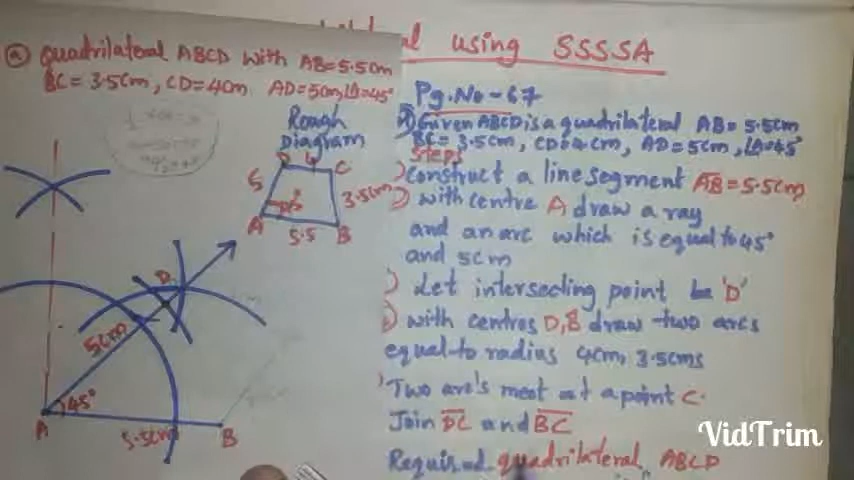 using SSSSA
ⓐ quadrilateral ABCD with AB=5.5cm
BC=3.5cm, CD=4cm AD=5cm, ∠A=45°
Pg.No-67
Given ABCD is a quadrilateral AB=5.5cm
BC=3.5cm, CD=4cm, AD=5cm, ∠A=45°
Steps
construct a line segment AB=5.5cm
with centre A draw a ray
and an arc which is equal to 45°
and 5cm
Let intersecting point be 'D'
with centros D,B draw two arcs
equal to radius 4cm, 3.5cms
Two arc's meet at a point C.
Join DC and BC
Required quadrilateral ABCD
Rough
Diagram
D 4 C
5
3.5cm
A
5.5
B
D
5cm
45°
A
5.5cm
B
VidTrim